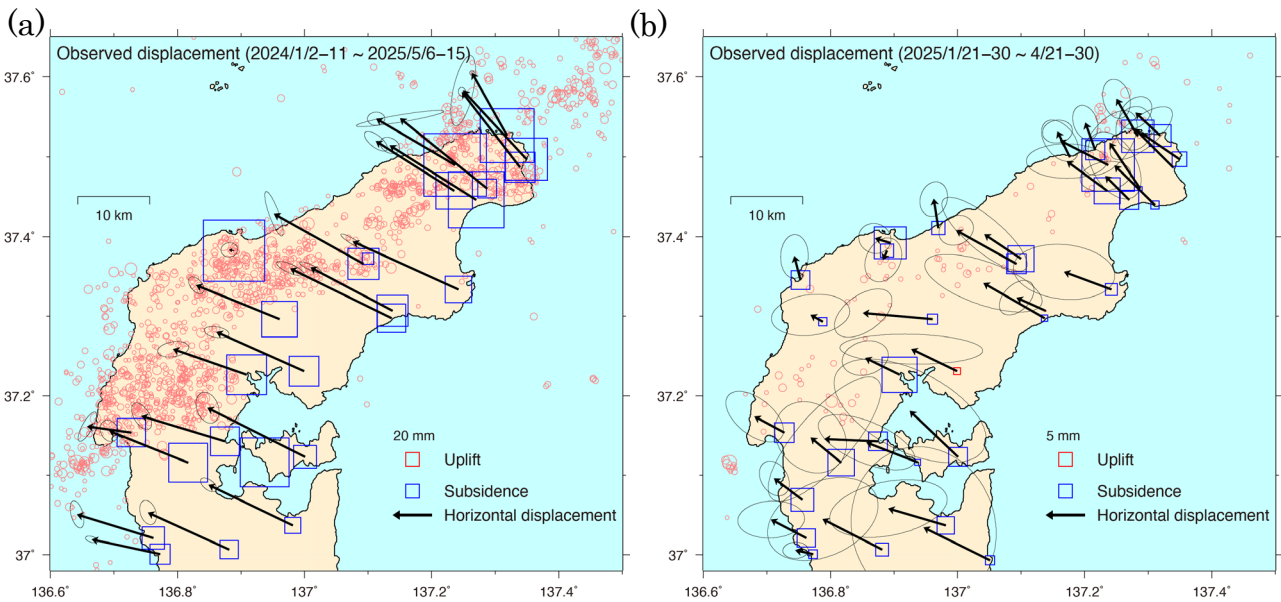 (a)
Observed displacement (2024/1/2−11 ~ 2025/5/6−15)
37.6˚
37.4˚
37.2˚
37˚
10 km
20 mm
Uplift
Subsidence
Horizontal displacement
136.6˚
136.8˚
137˚
137.2˚
137.4˚
(b)
Observed displacement (2025/1/21−30 ~ 4/21−30)
37.6˚
37.4˚
37.2˚
37˚
10 km
5 mm
Uplift
Subsidence
Horizontal displacement
136.6˚
136.8˚
137˚
137.2˚
137.4˚